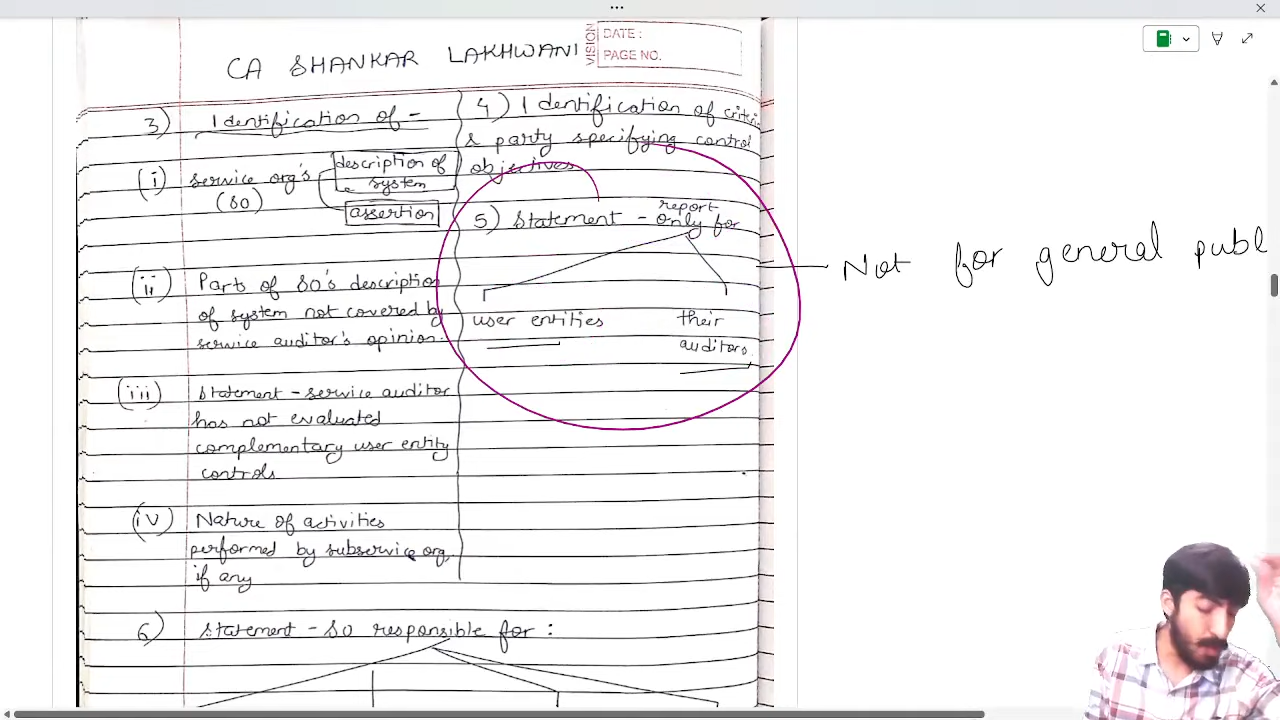 CA SHANKAR LAKHWANI
VISION
DATE :
PAGE NO.
3) Identification of -
(i) service org's
(SO)
description of
system
assertion
(ii) Parts of SO's description
of system not covered by
service auditor's opinion.
(iii) Statement - service auditor
has not evaluated
complementary user entity
controls
(iv) Nature of activities
performed by subservice org,
if any
4) Identification of criteri
& party specifying control
objectives
5) Statement - report
only for
user entities
their
auditors,
Not for general publ
6) Statement - SO responsible for :